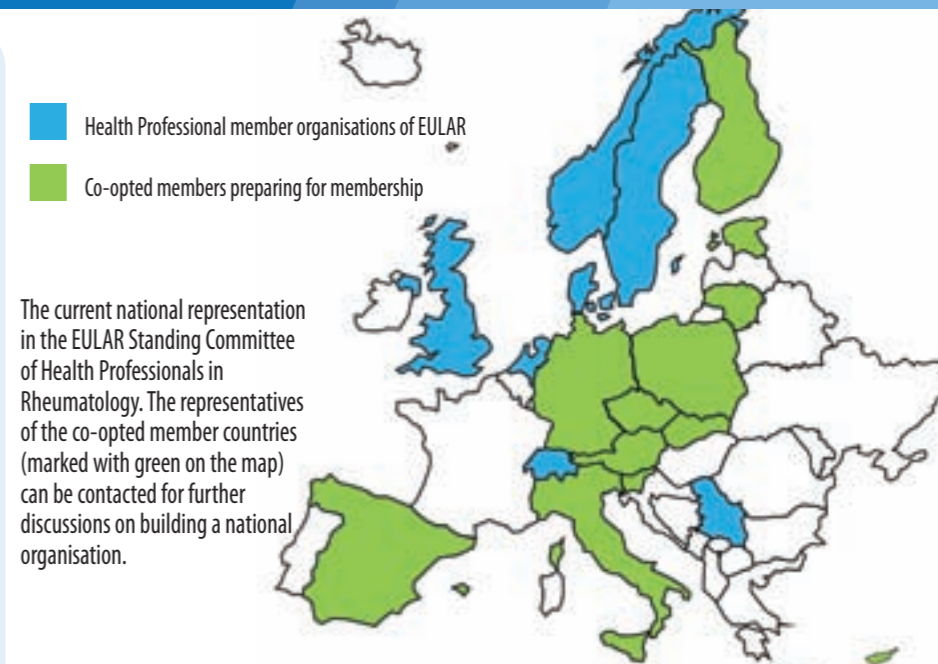 Health Professional member organisations of EULAR
Co-opted members preparing for membership
The current national representation
in the EULAR Standing Committee
of Health Professionals in
Rheumatology. The representatives
of the co-opted member countries
(marked with green on the map)
can be contacted for further
discussions on building a national
organisation.